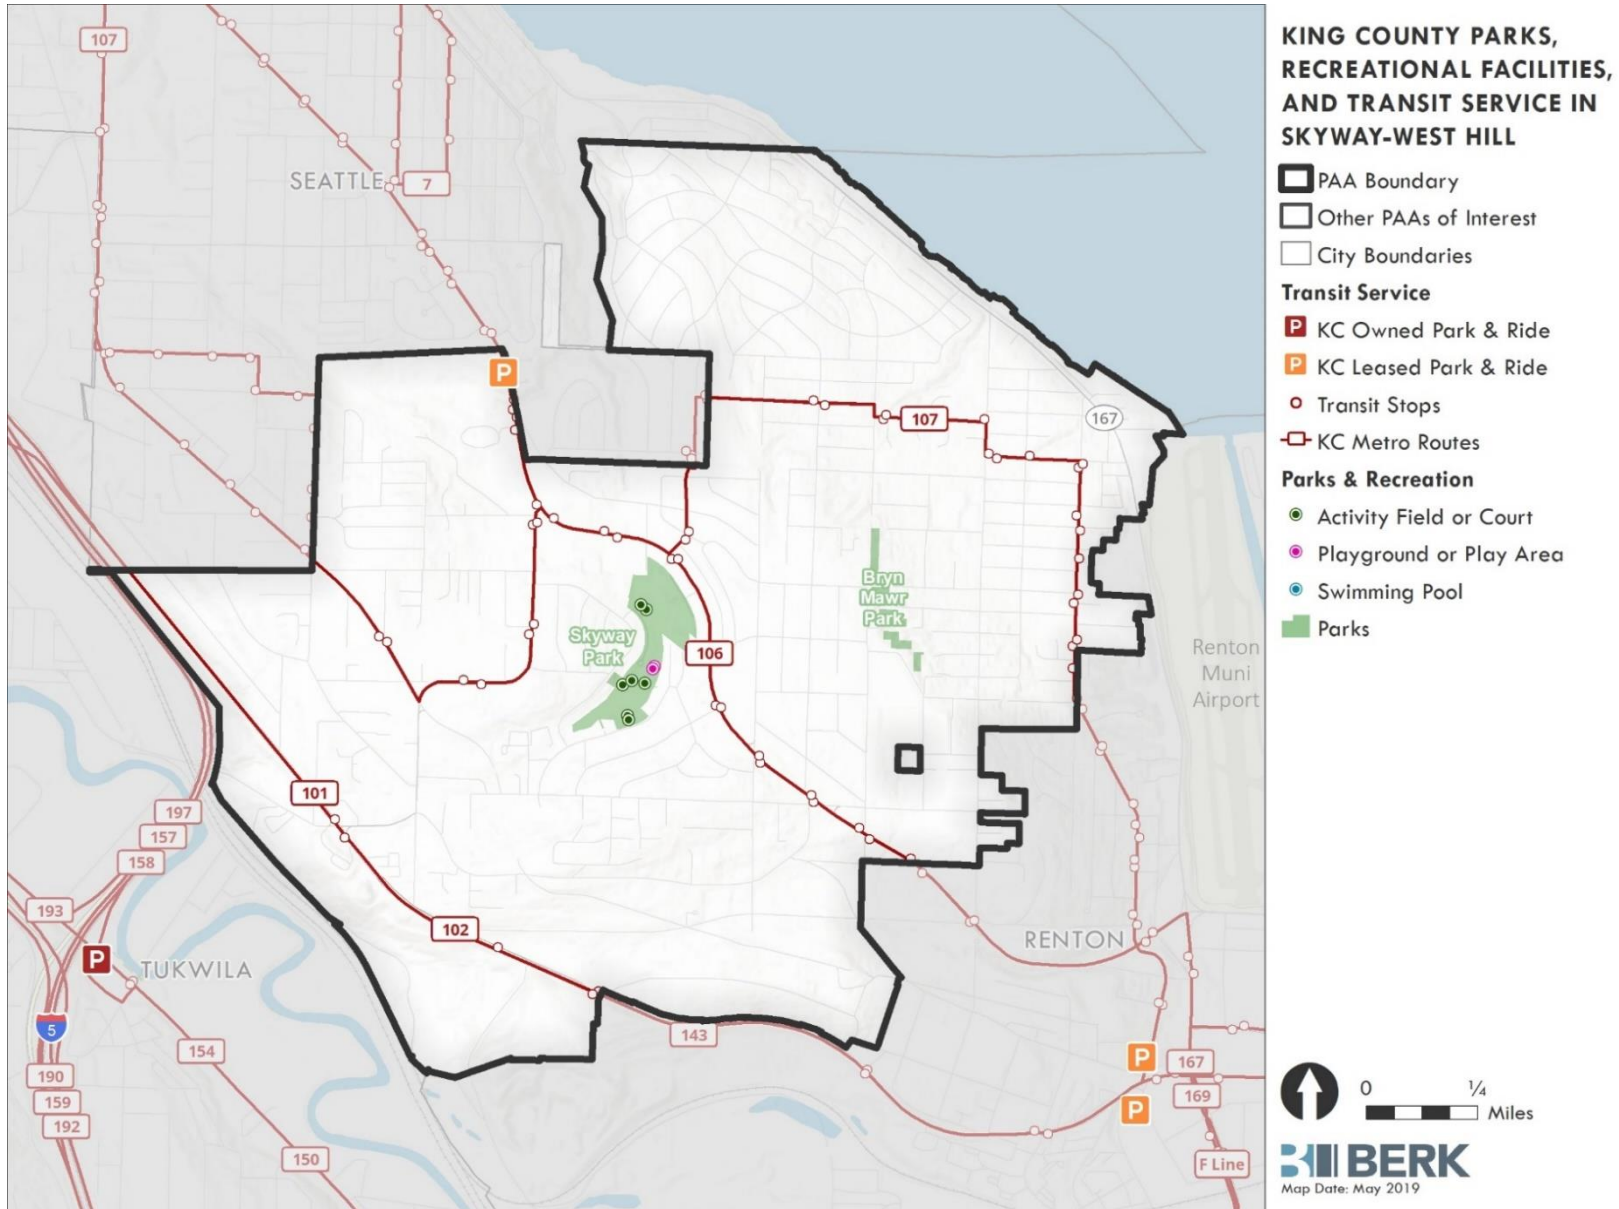 KING COUNTY PARKS,
RECREATIONAL FACILITIES,
AND TRANSIT SERVICE IN
SKYWAY-WEST HILL
PAA Boundary
Other PAAs of Interest
City Boundaries
Transit Service
P KC Owned Park & Ride
P KC Leased Park & Ride
Transit Stops
KC Metro Routes
Parks & Recreation
Activity Field or Court
Playground or Play Area
Swimming Pool
Parks
0 ¼
Miles
BERK
Map Date: May 2019
107
SEATTLE
7
P
107
167
Bryn
Mawr
Park
Skyway
Park
106
Renton
Muni
Airport
101
197
157
158
193
102
P
TUKWILA
RENTON
5
143
154
190
159
192
150
P
167
P
169
F Line